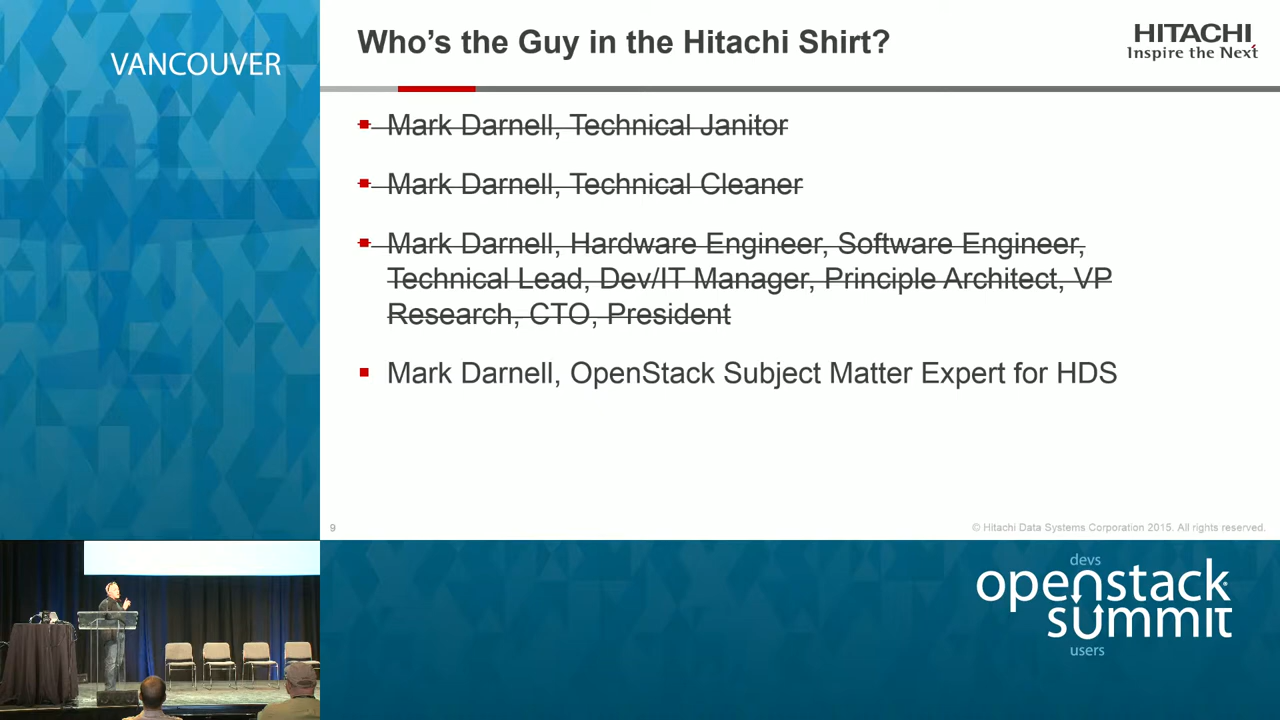 VANCOUVER
Who's the Guy in the Hitachi Shirt?
HITACHI
Inspire the Next
Mark Darnell, Technical Janitor
Mark Darnell, Technical Cleaner
Mark Darnell, Hardware Engineer, Software Engineer,
Technical Lead, Dev/IT Manager, Principle Architect, VP
Research, CTO, President
Mark Darnell, OpenStack Subject Matter Expert for HDS
9
© Hitachi Data Systems Corporation 2015. All rights reserved.
devs
openstack
summit
users